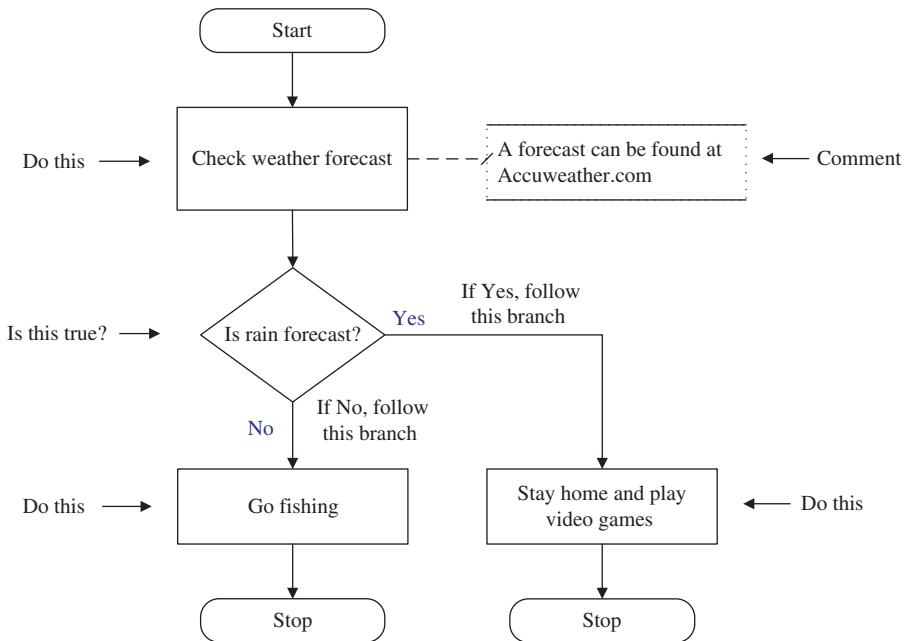 Start
Do this
Check weather forecast
A forecast can be found at
Accuweather.com
Comment
Is this true?
Is rain forecast?
Yes
If Yes, follow
this branch
No
If No, follow
this branch
Do this
Go fishing
Stay home and play
video games
Do this
Stop
Stop